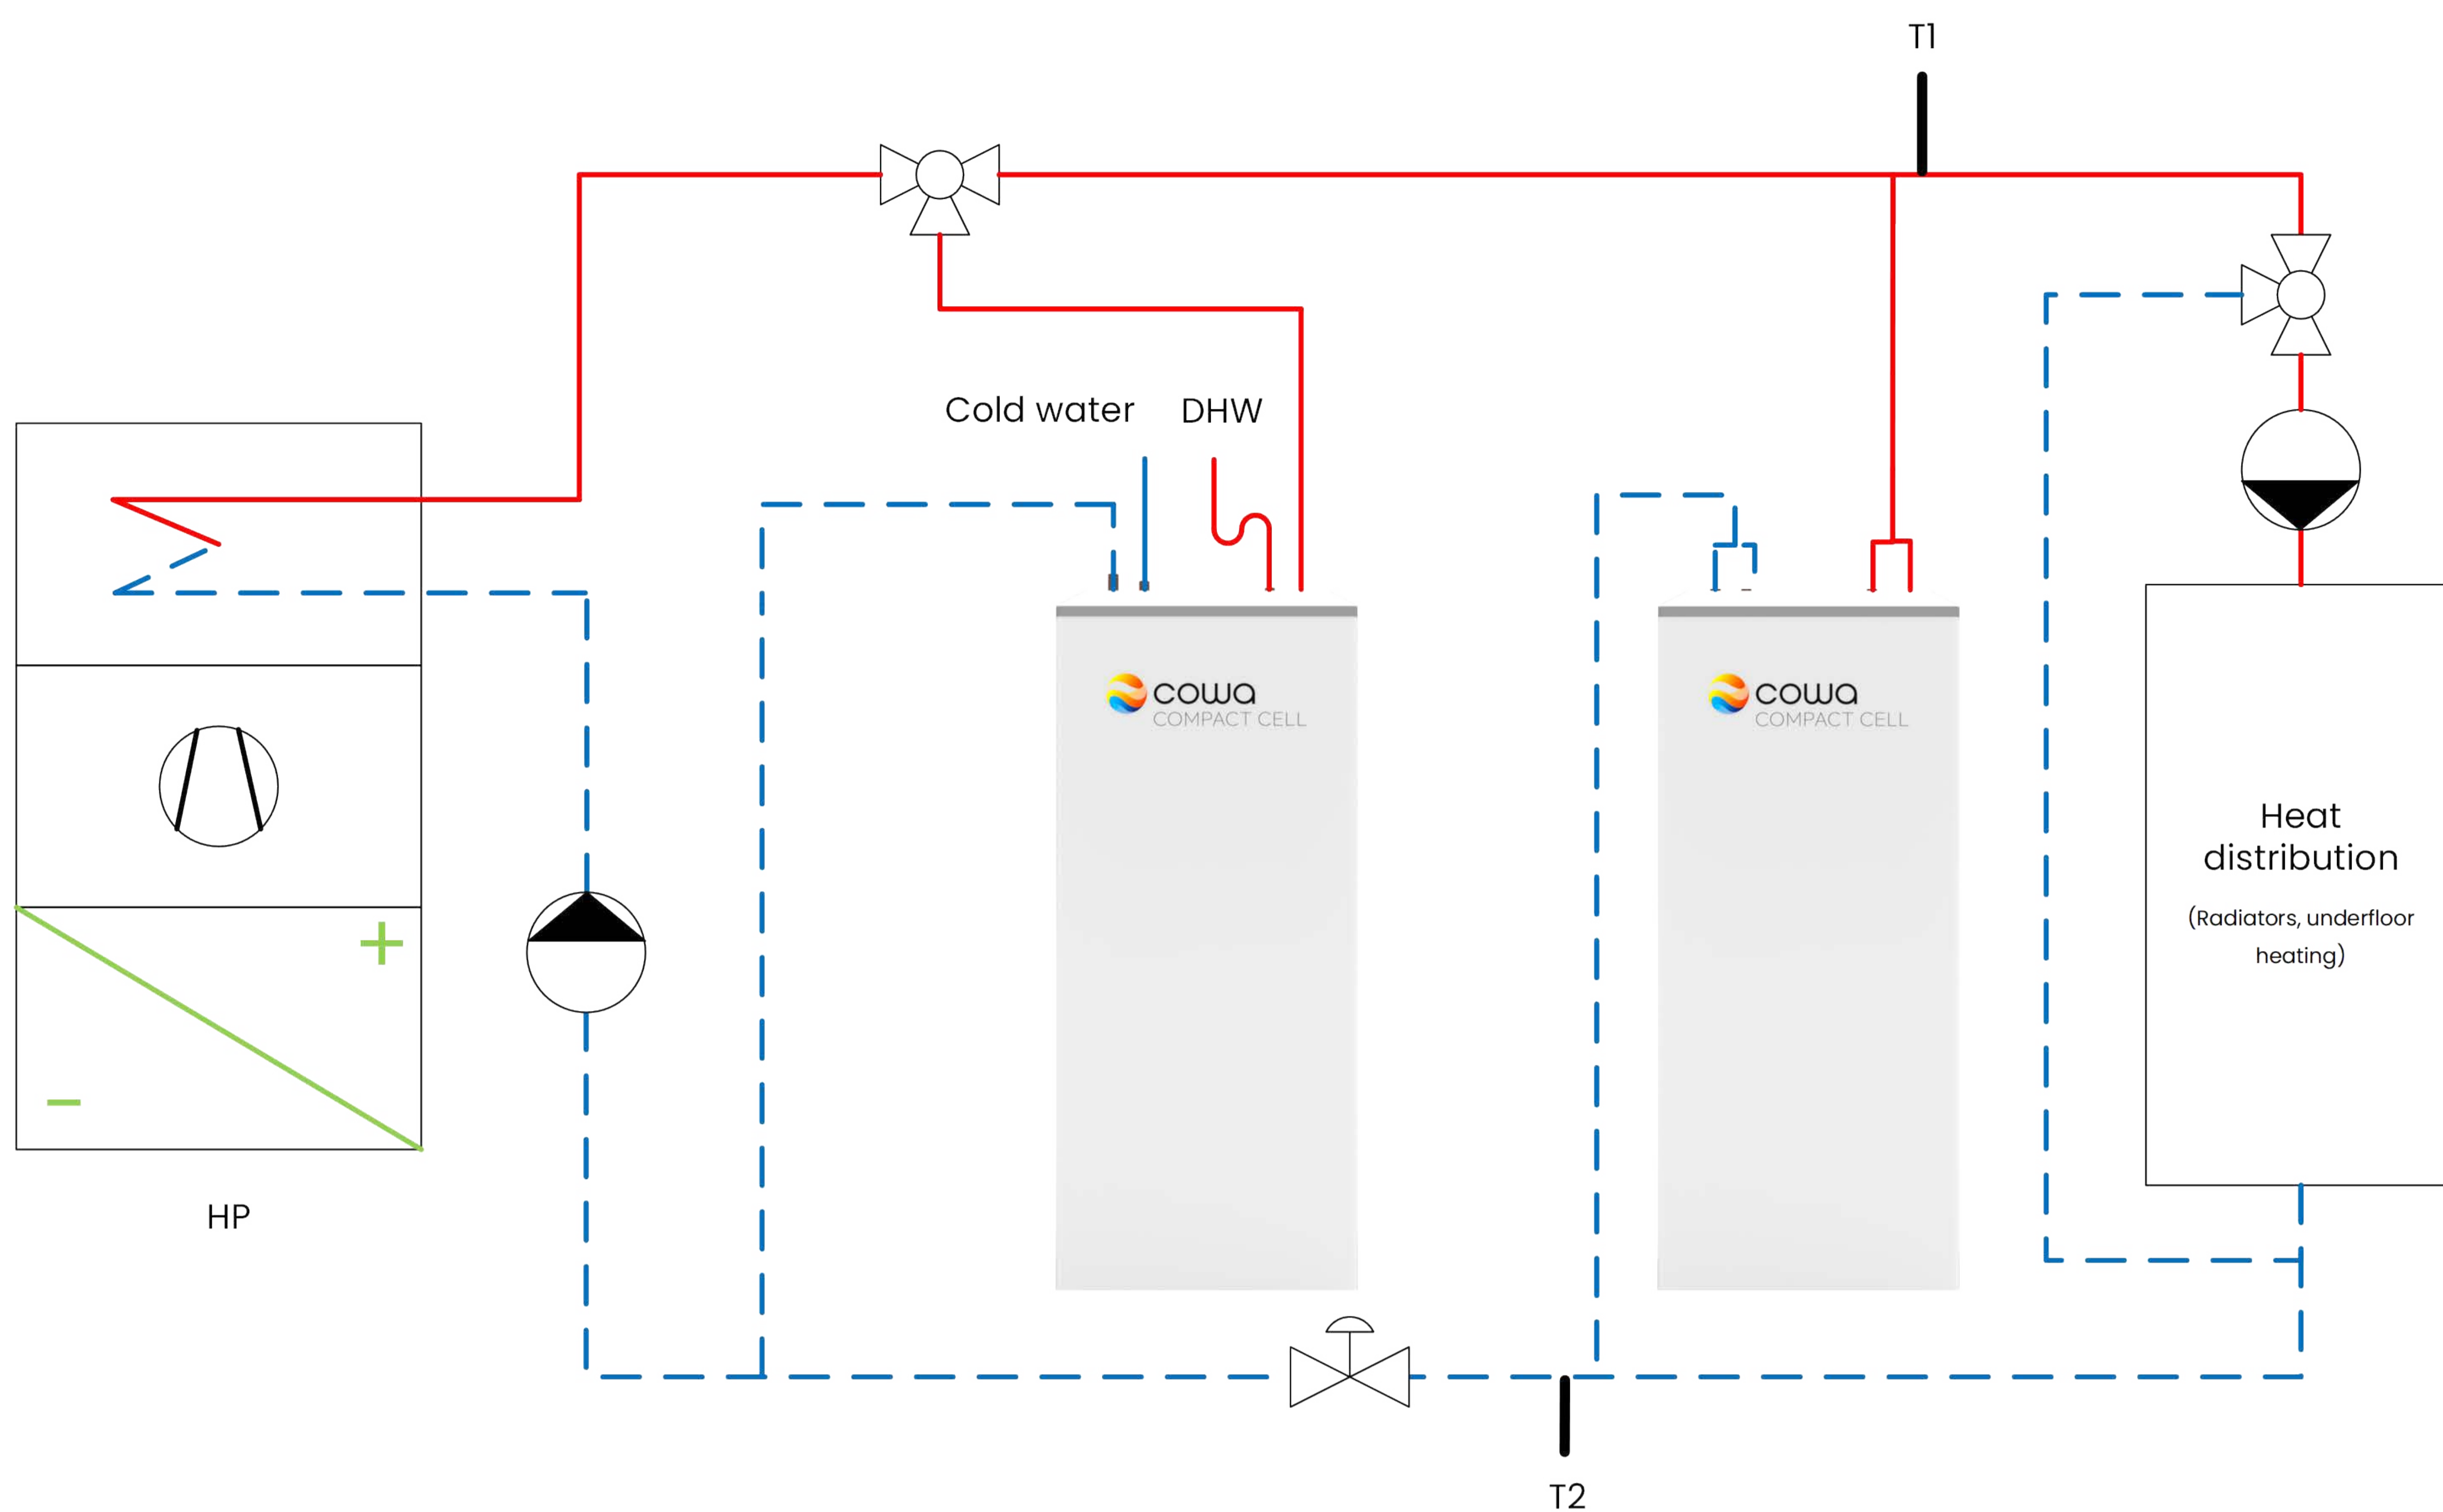 T1
Cold water
DHW
cowa
COMPACT CELL
cowa
COMPACT CELL
Heat
distribution
(Radiators, underfloor
heating)
+
−
HP
T2